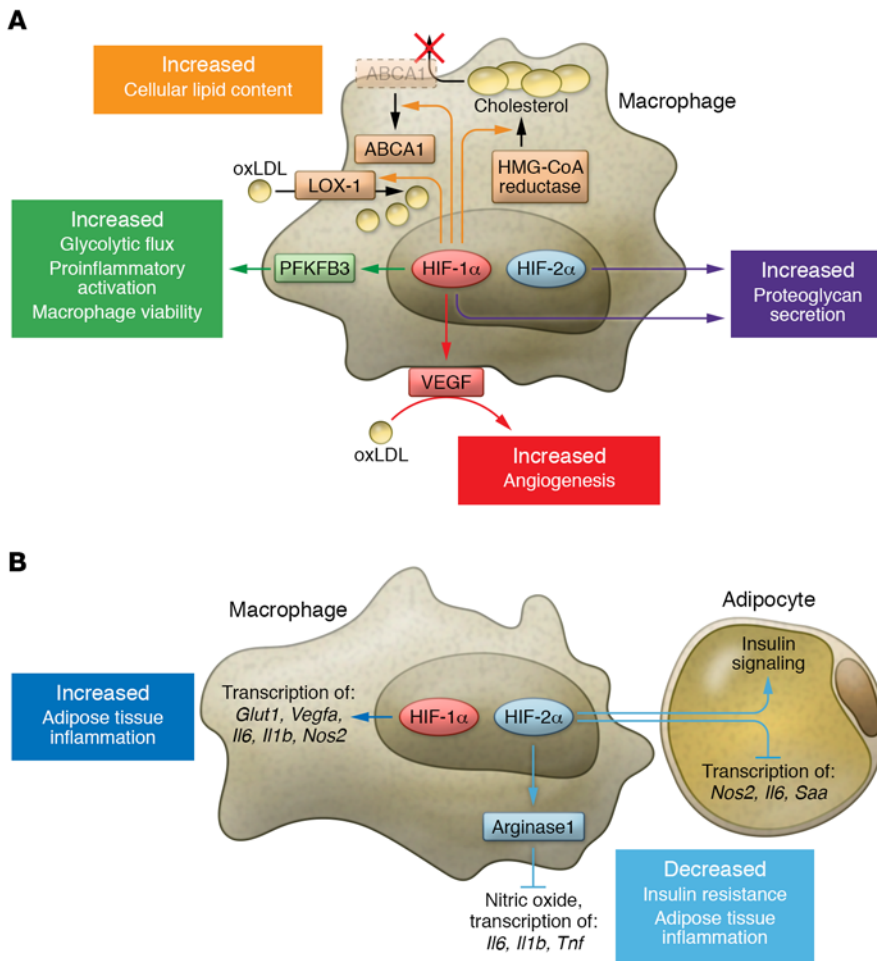 A
Increased
Cellular lipid content
ABCA1
Cholesterol
Macrophage
ABCA1
HMG-CoA
reductase
oxLDL
LOX-1
Increased
Glycolytic flux
Proinflammatory
activation
Macrophage viability
PFKFB3
HIF-1α
HIF-2α
Increased
Proteoglycan
secretion
VEGF
oxLDL
Increased
Angiogenesis
B
Macrophage
Adipocyte
Insulin
signaling
Increased
Adipose tissue
inflammation
Transcription of:
Glut1, Vegfa,
Il6, Il1b, Nos2
HIF-1α
HIF-2α
Transcription of:
Nos2, Il6, Saa
Arginase1
Nitric oxide,
transcription of:
Il6, Il1b, Tnf
Decreased
Insulin resistance
Adipose tissue
inflammation